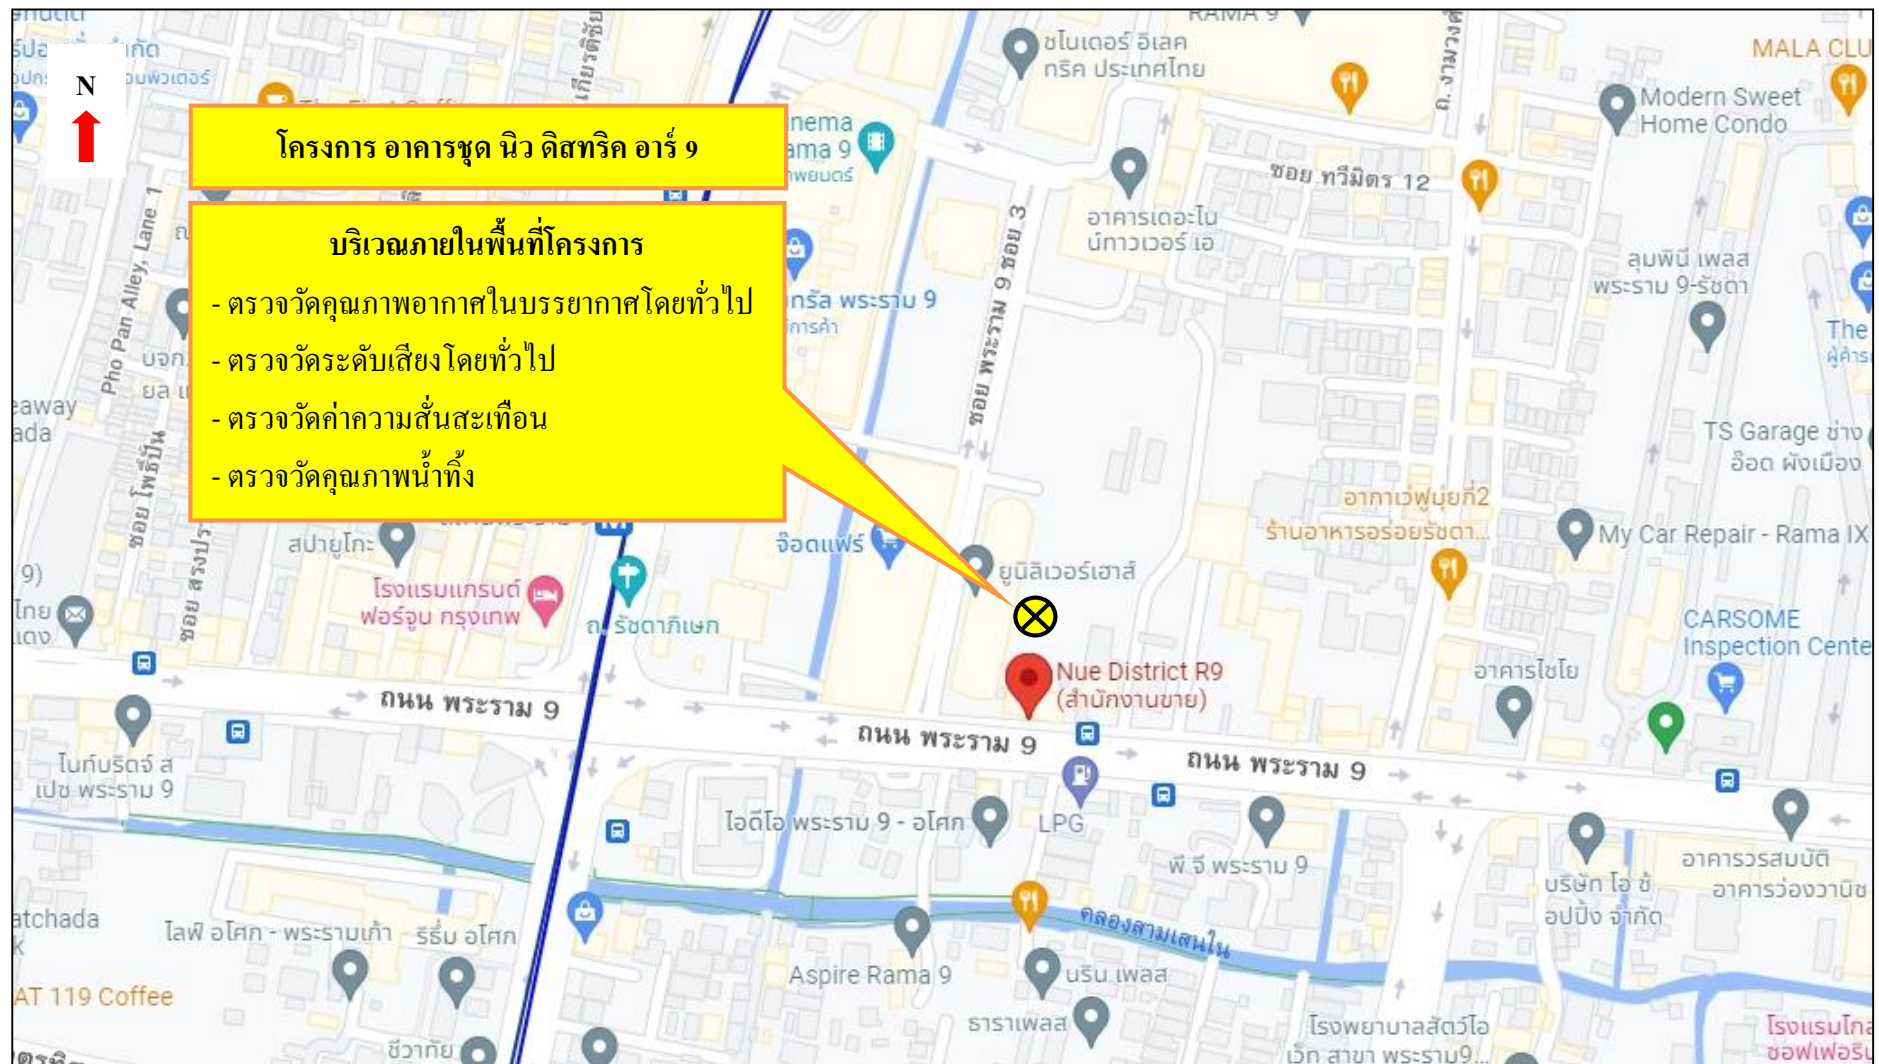 N
โครงการ อาคารชุด นิว ดิสทริค อาร์ 9
บริเวณภายในพื้นที่โครงการ
- ตรวจวัดคุณภาพอากาศในบรรยากาศโดยทั่วไป
- ตรวจวัดระดับเสียงโดยทั่วไป
- ตรวจวัดค่าความสั่นสะเทือน
- ตรวจวัดคุณภาพน้ำทิ้ง
RAMA 9
ชไนเดอร์ อิเลค
ทริค ประเทศไทย
ถ. งามวงศ์
MALA CLU
Modern Sweet
Home Condo
ซอย ทวีมิตร 12
อาคารเดอะไน
น์ทาวเวอร์ เอ
ซอย พระราม 9 ซอย 3
ลุมพินี เพลส
พระราม 9-รัชดา
The
Pho Pan Alley, Lane 1
ซอย โพธิ์ปั้น
TS Garage ช่าง
อ๊อด ผังเมือง
อากาเว่ฟูมุ่ยกี่2
ร้านอาหารอร่อยรัชดา...
My Car Repair - Rama IX
สปายูโกะ
จ๊อดแฟร์
ยูนิลีเวอร์เฮาส์
โรงแรมแกรนด์
ฟอร์จูน กรุงเทพ
ถ. รัชดาภิเษก
CARSOME
Inspection Cente
Nue District R9
(สำนักงานขาย)
อาคารไชโย
ถนน พระราม 9
ถนน พระราม 9
ถนน พระราม 9
ไนท์บริดจ์ ส
เปซ พระราม 9
ไอดีโอ พระราม 9 - อโศก
LPG
พี จี พระราม 9
อาคารวรสมบัติ
อาคารว่องวานิช
บริษัท โอ ช้
อปปิ้ง จำกัด
ไลฟ์ อโศก - พระรามเก้า
ริธึ่ม อโศก
คลองสามเสนใน
Aspire Rama 9
บริน เพลส
AT 119 Coffee
ธาราเพลส
โรงพยาบาลสัตว์ไอ
เว็ท สาขา พระราม9...
ชีวาทัย